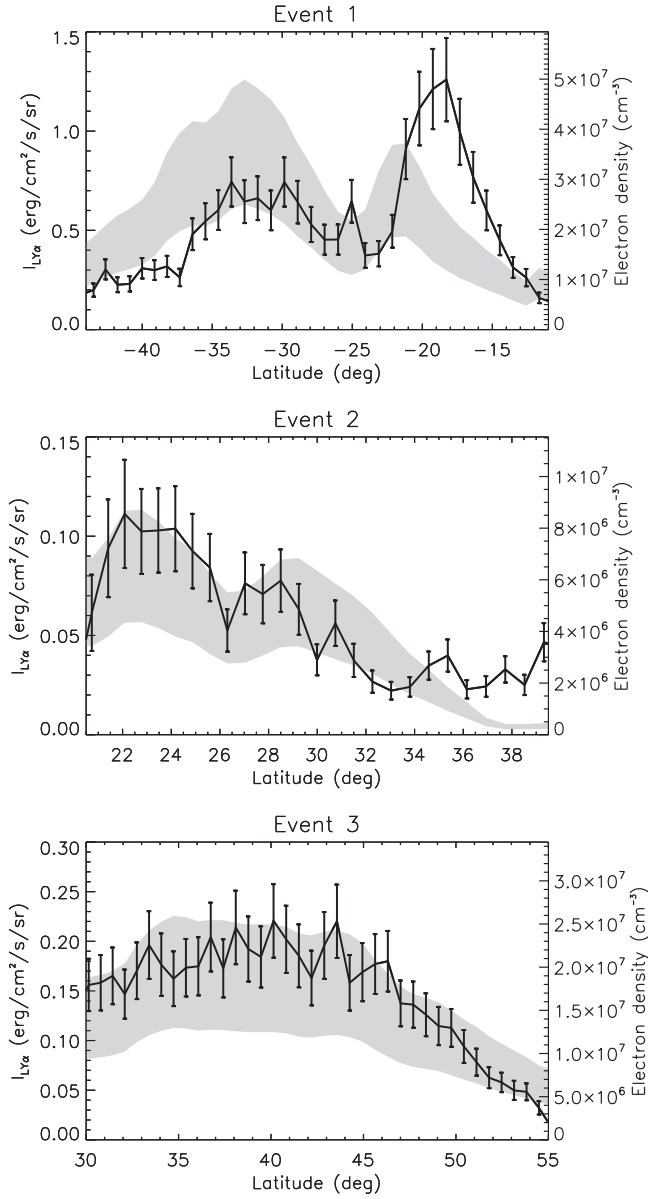 Event 1
1.5
1.0
0.5
0.0
I_LYα (erg/cm²/s/sr)
5×10⁷
4×10⁷
3×10⁷
2×10⁷
1×10⁷
0
Electron density (cm⁻³)
−40 −35 −30 −25 −20 −15
Latitude (deg)
Event 2
0.15
0.10
0.05
0.00
I_LYα (erg/cm²/s/sr)
1×10⁷
8×10⁶
6×10⁶
4×10⁶
2×10⁶
0
Electron density (cm⁻³)
22 24 26 28 30 32 34 36 38
Latitude (deg)
Event 3
0.30
0.25
0.20
0.15
0.10
0.05
0.00
I_LYα (erg/cm²/s/sr)
3.0×10⁷
2.5×10⁷
2.0×10⁷
1.5×10⁷
1.0×10⁷
5.0×10⁶
0
Electron density (cm⁻³)
30 35 40 45 50 55
Latitude (deg)